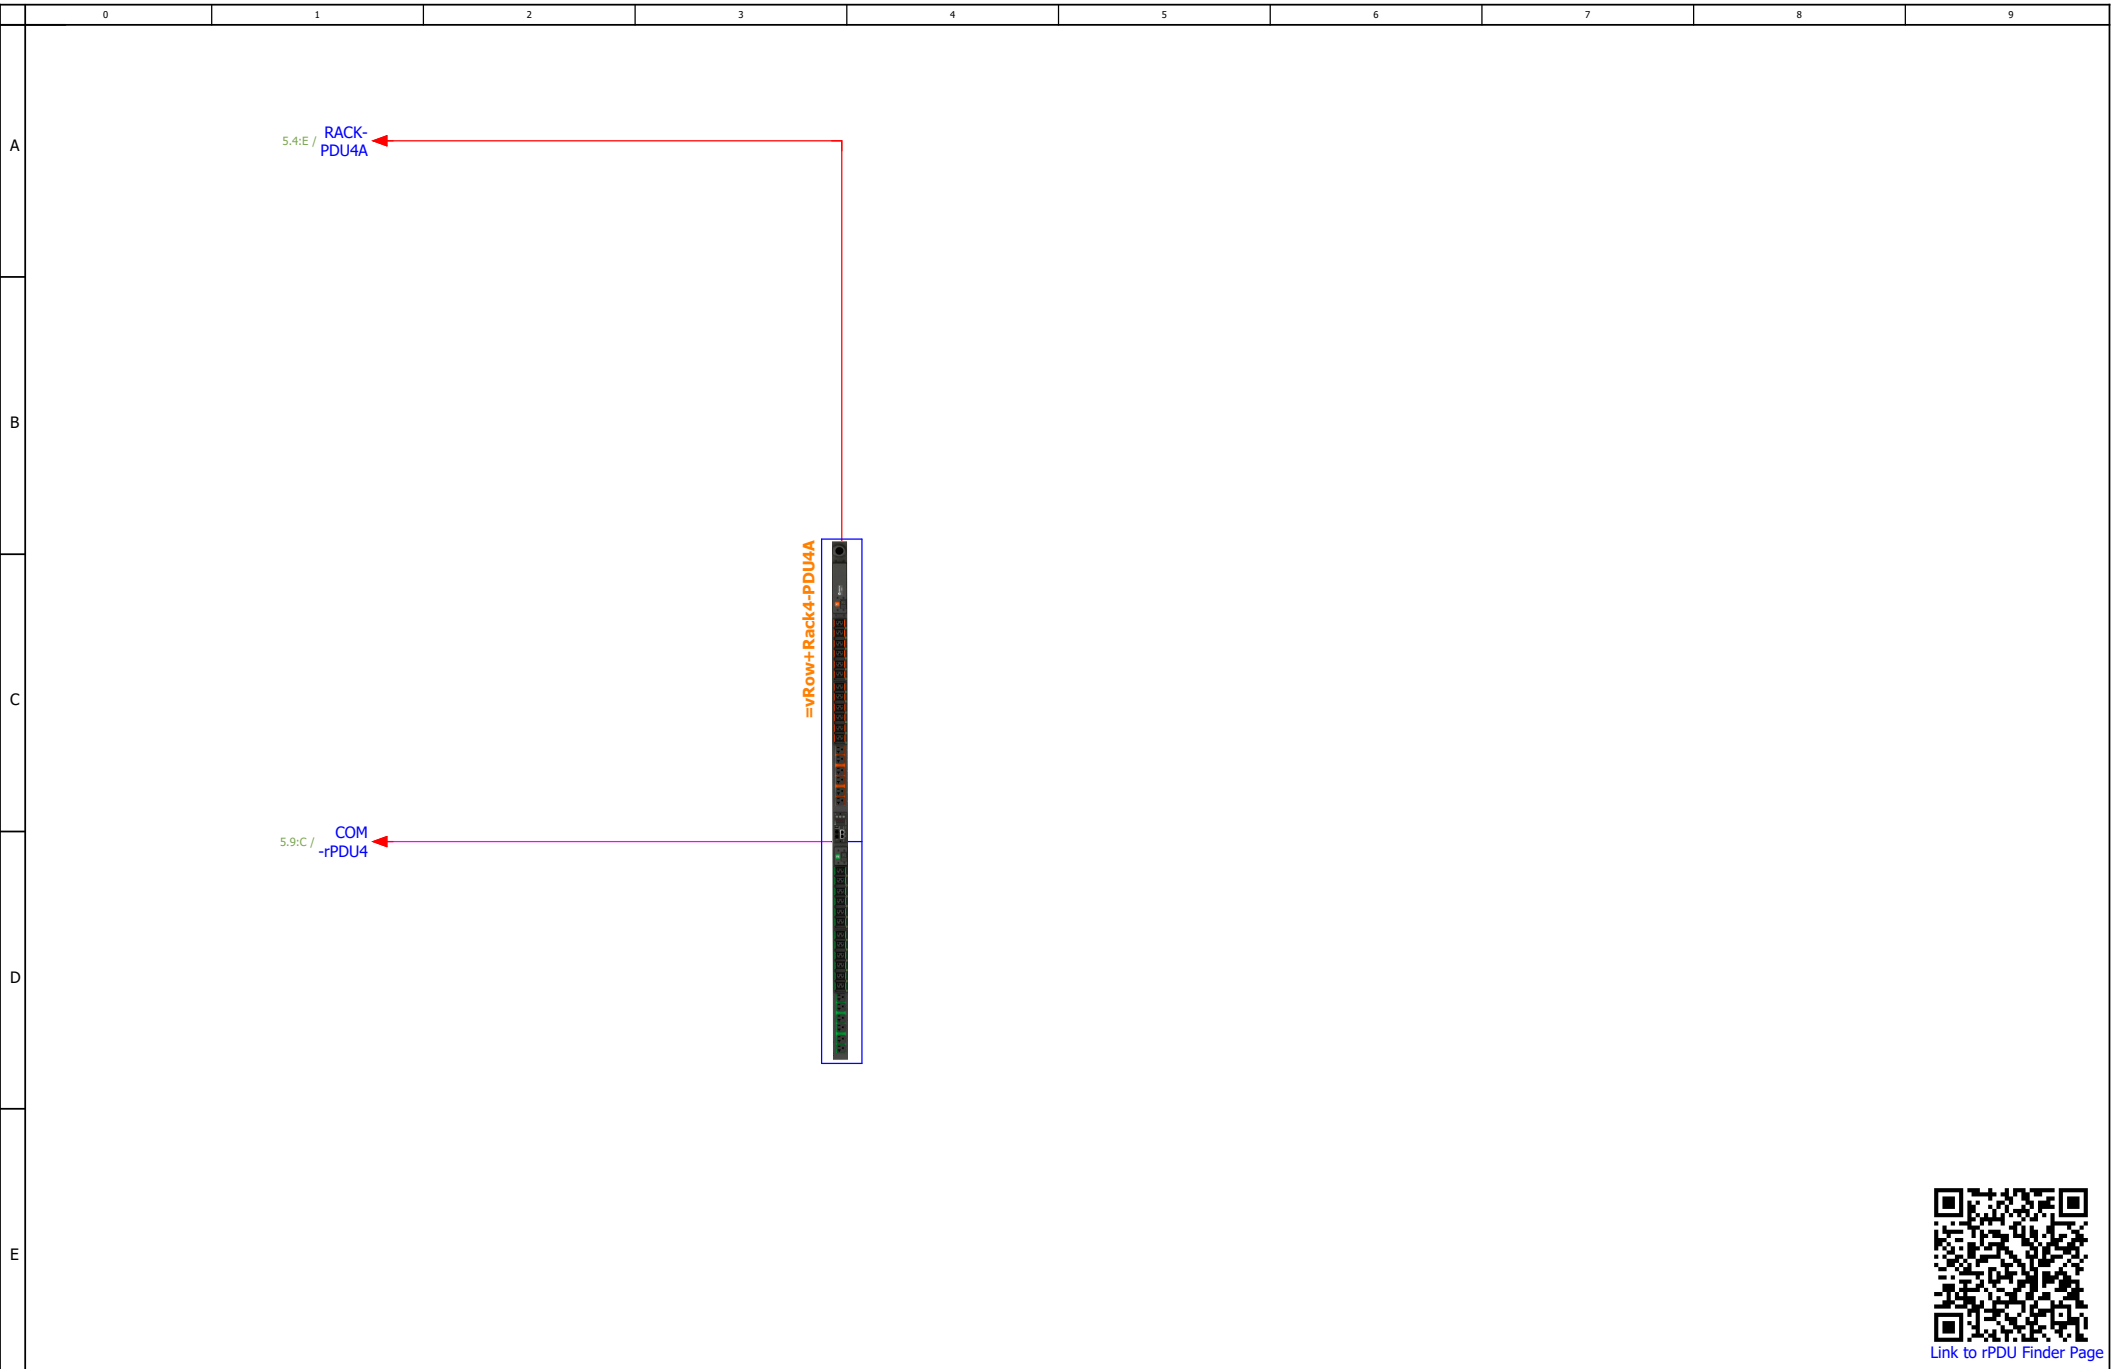 0 1 2 3 4 5 6 7 8 9
A
5.4:E / RACK-
PDU4A
B
=vRow+Rack4-PDU4A
C
5.9:C / COM
-rPDU4
D
E
Link to rPDU Finder Page